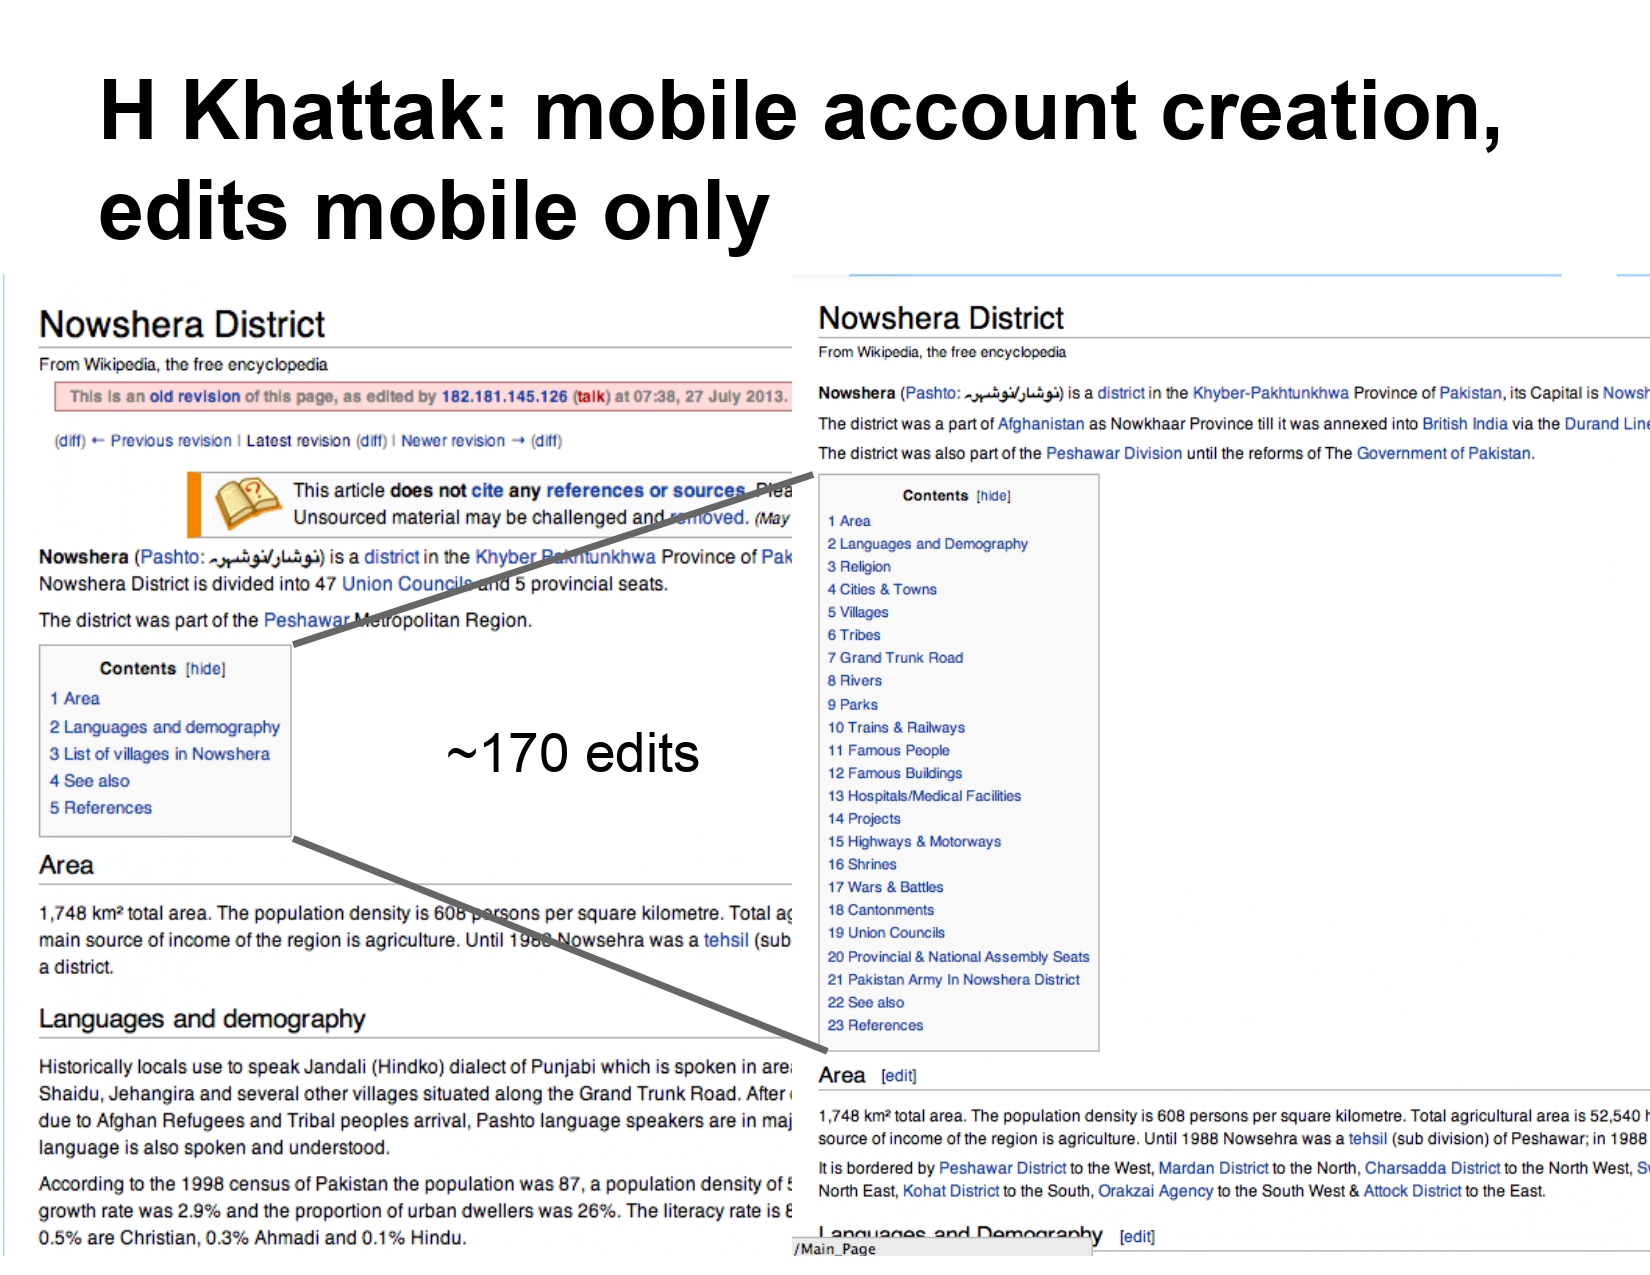 H Khattak: mobile account creation,
edits mobile only
Nowshera District
From Wikipedia, the free encyclopedia
This is an old revision of this page, as edited by 182.181.145.126 (talk) at 07:38, 27 July 2013.
(diff) ← Previous revision | Latest revision (diff) | Newer revision → (diff)
This article does not cite any references or sources. Plea
Unsourced material may be challenged and removed. (May
Nowshera (Pashto: نوشار/نوشہرہ) is a district in the Khyber Pakhtunkhwa Province of Pak
Nowshera District is divided into 47 Union Councils and 5 provincial seats.
The district was part of the Peshawar Metropolitan Region.
Contents [hide]
1 Area
2 Languages and demography
3 List of villages in Nowshera
4 See also
5 References
~170 edits
Area
1,748 km² total area. The population density is 608 persons per square kilometre. Total ag
main source of income of the region is agriculture. Until 1988 Nowsehra was a tehsil (sub
a district.
Languages and demography
Historically locals use to speak Jandali (Hindko) dialect of Punjabi which is spoken in area
Shaidu, Jehangira and several other villages situated along the Grand Trunk Road. After
due to Afghan Refugees and Tribal peoples arrival, Pashto language speakers are in maj
language is also spoken and understood.
According to the 1998 census of Pakistan the population was 87, a population density of 5
growth rate was 2.9% and the proportion of urban dwellers was 26%. The literacy rate is 8
0.5% are Christian, 0.3% Ahmadi and 0.1% Hindu.
Nowshera District
From Wikipedia, the free encyclopedia
Nowshera (Pashto: نوشار/نوشہرہ) is a district in the Khyber-Pakhtunkhwa Province of Pakistan, its Capital is Nowsh
The district was a part of Afghanistan as Nowkhaar Province till it was annexed into British India via the Durand Line
The district was also part of the Peshawar Division until the reforms of The Government of Pakistan.
Contents [hide]
1 Area
2 Languages and Demography
3 Religion
4 Cities & Towns
5 Villages
6 Tribes
7 Grand Trunk Road
8 Rivers
9 Parks
10 Trains & Railways
11 Famous People
12 Famous Buildings
13 Hospitals/Medical Facilities
14 Projects
15 Highways & Motorways
16 Shrines
17 Wars & Battles
18 Cantonments
19 Union Councils
20 Provincial & National Assembly Seats
21 Pakistan Army In Nowshera District
22 See also
23 References
Area [edit]
1,748 km² total area. The population density is 608 persons per square kilometre. Total agricultural area is 52,540 h
source of income of the region is agriculture. Until 1988 Nowsehra was a tehsil (sub division) of Peshawar; in 1988
It is bordered by Peshawar District to the West, Mardan District to the North, Charsadda District to the North West, Sw
North East, Kohat District to the South, Orakzai Agency to the South West & Attock District to the East.
Languages and Demography [edit]
/Main_Page